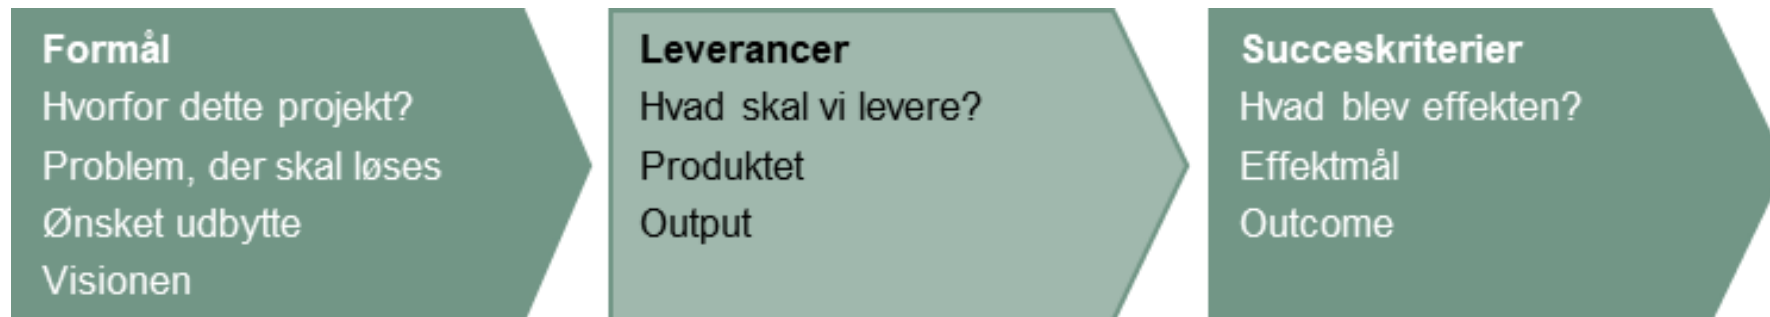 Formål
Hvorfor dette projekt?
Problem, der skal løses
Ønsket udbytte
Visionen
Leverancer
Hvad skal vi levere?
Produktet
Output
Succeskriterier
Hvad blev effekten?
Effektmål
Outcome